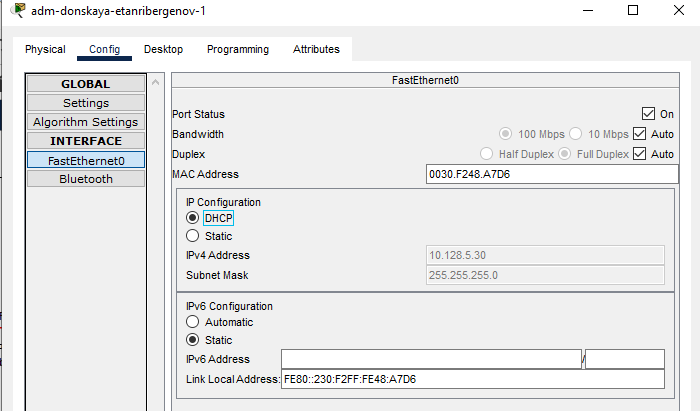 adm-donskaya-etanribergenov-1
Physical Config Desktop Programming Attributes
GLOBAL
Settings
Algorithm Settings
INTERFACE
FastEthernet0
Bluetooth
FastEthernet0
Port Status On
Bandwidth 100 Mbps 10 Mbps Auto
Duplex Half Duplex Full Duplex Auto
MAC Address 0030.F248.A7D6
IP Configuration
DHCP
Static
IPv4 Address 10.128.5.30
Subnet Mask 255.255.255.0
IPv6 Configuration
Automatic
Static
IPv6 Address /
Link Local Address: FE80::230:F2FF:FE48:A7D6